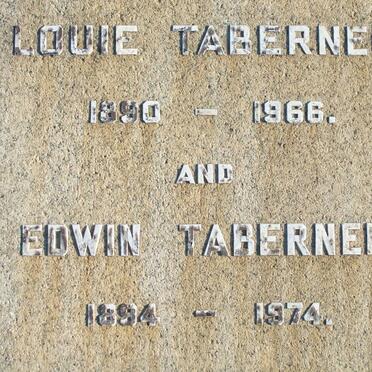 LOUIE TABERNE
1890 - 1966.
AND
EDWIN TABERNE
1894 - 1974.